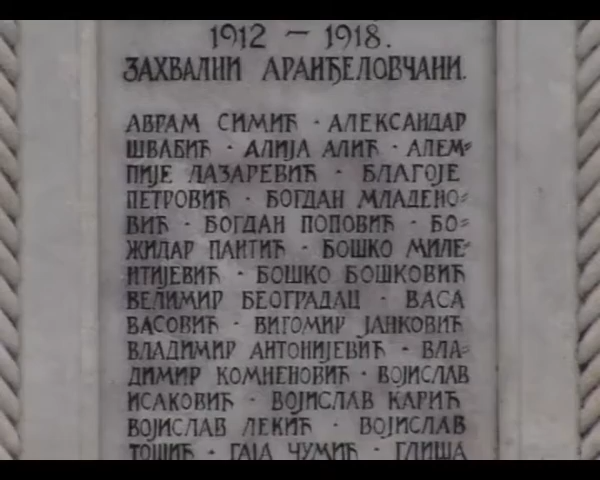 1912 — 1918.
ЗАХВАЛНИ АРАНЂЕЛОВЧАНИ.
АВРАМ СИМИЋ · АЛЕКСАНДАР
ШВАБИЋ · АЛИЈА АЛИЋ · АЛЕМ=
ПИЈЕ ЛАЗАРЕВИЋ · БЛАГОЈЕ
ПЕТРОВИЋ · БОГДАН МЛАДЕНО=
ВИЋ · БОГДАН ПОПОВИЋ · БО=
ЖИДАР ПАНТИЋ · БОШКО МИЛЕ=
НТИЈЕВИЋ · БОШКО БОШКОВИЋ
ВЕЛИМИР БЕОГРАДАЦ · ВАСА
ВАСОВИЋ · ВИГОМИР ЈАНКОВИЋ
ВЛАДИМИР АНТОНИЈЕВИЋ · ВЛА=
ДИМИР КОМНЕНОВИЋ · ВОЈИСЛАВ
ИСАКОВИЋ · ВОЈИСЛАВ КАРИЋ
ВОЈИСЛАВ ЛЕКИЋ · ВОЈИСЛАВ
ТОШИЋ · ГАЈА ЧУМИЋ · ГЛИША